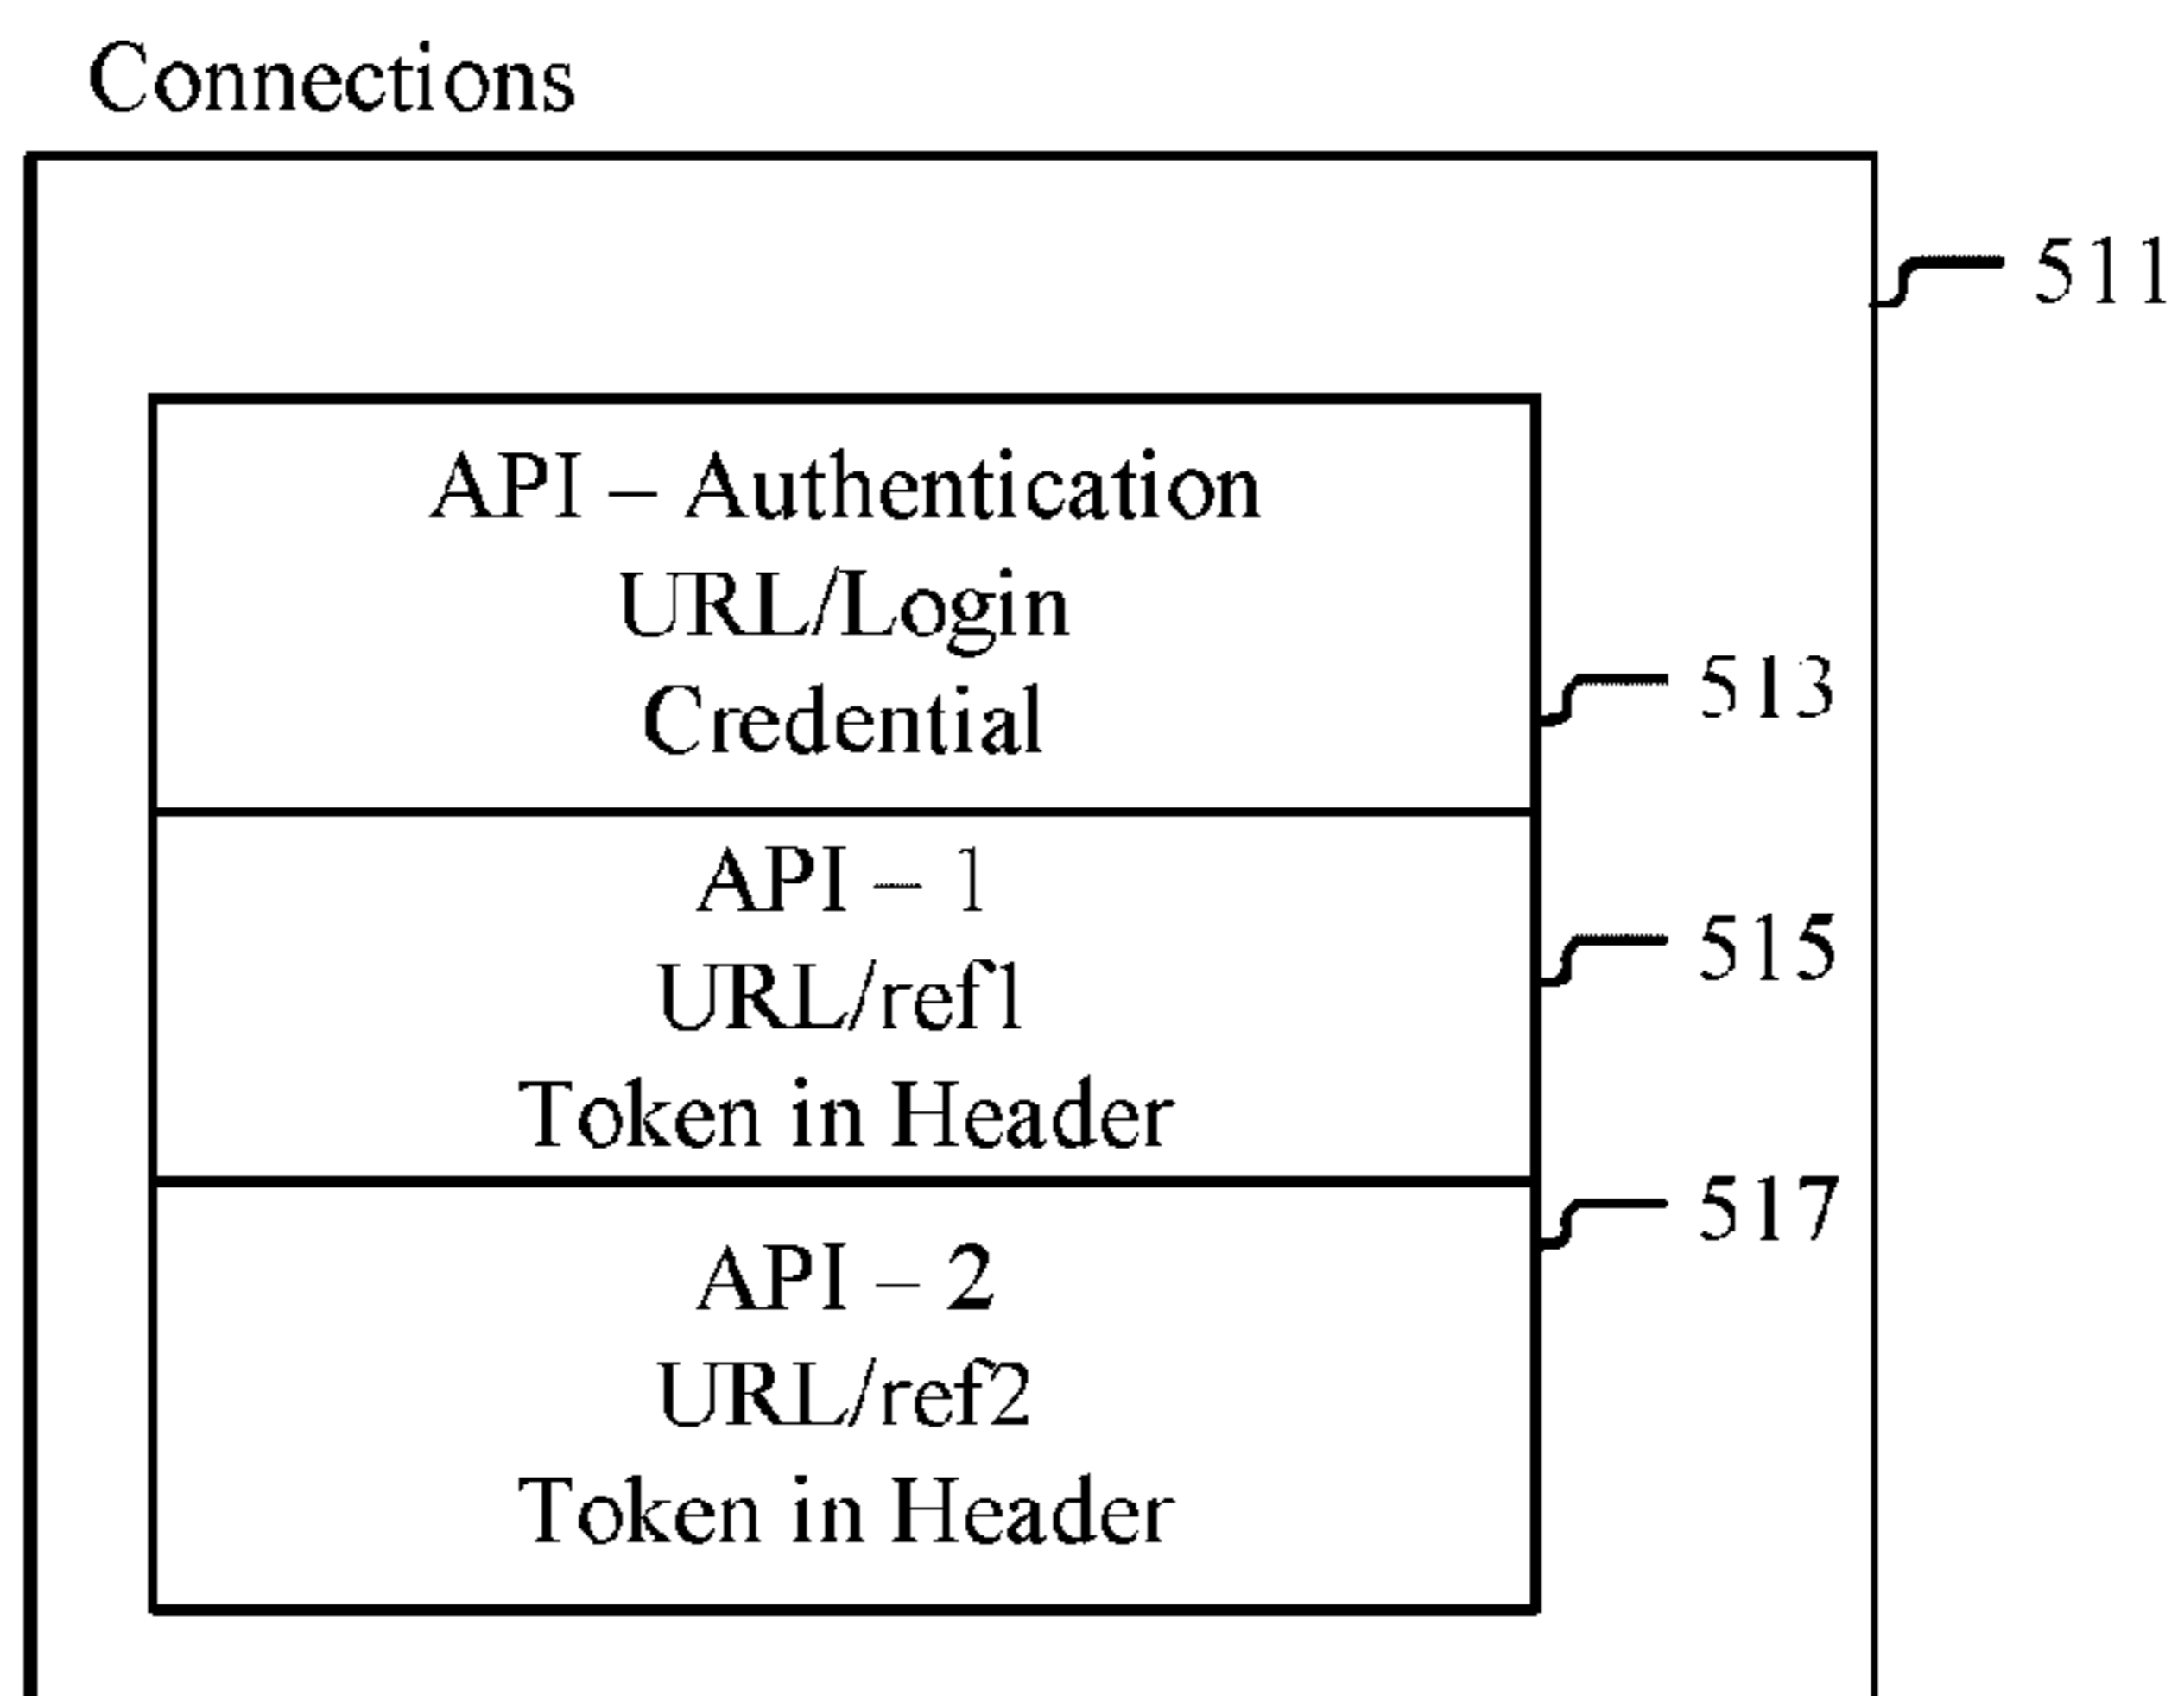 Connections
511
API – Authentication
URL/Login
Credential
513
API – 1
URL/ref1
Token in Header
515
517
API – 2
URL/ref2
Token in Header